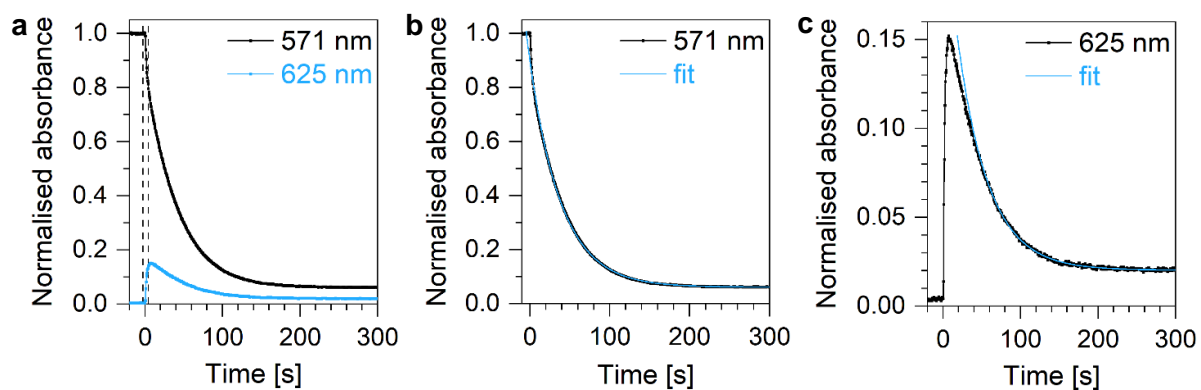 a
571 nm
625 nm
Normalised absorbance
1.0
0.8
0.6
0.4
0.2
0.0
0 100 200 300
Time [s]
b
571 nm
fit
Normalised absorbance
1.0
0.8
0.6
0.4
0.2
0.0
0 100 200 300
Time [s]
c
625 nm
fit
Normalised absorbance
0.15
0.10
0.05
0.00
0 100 200 300
Time [s]